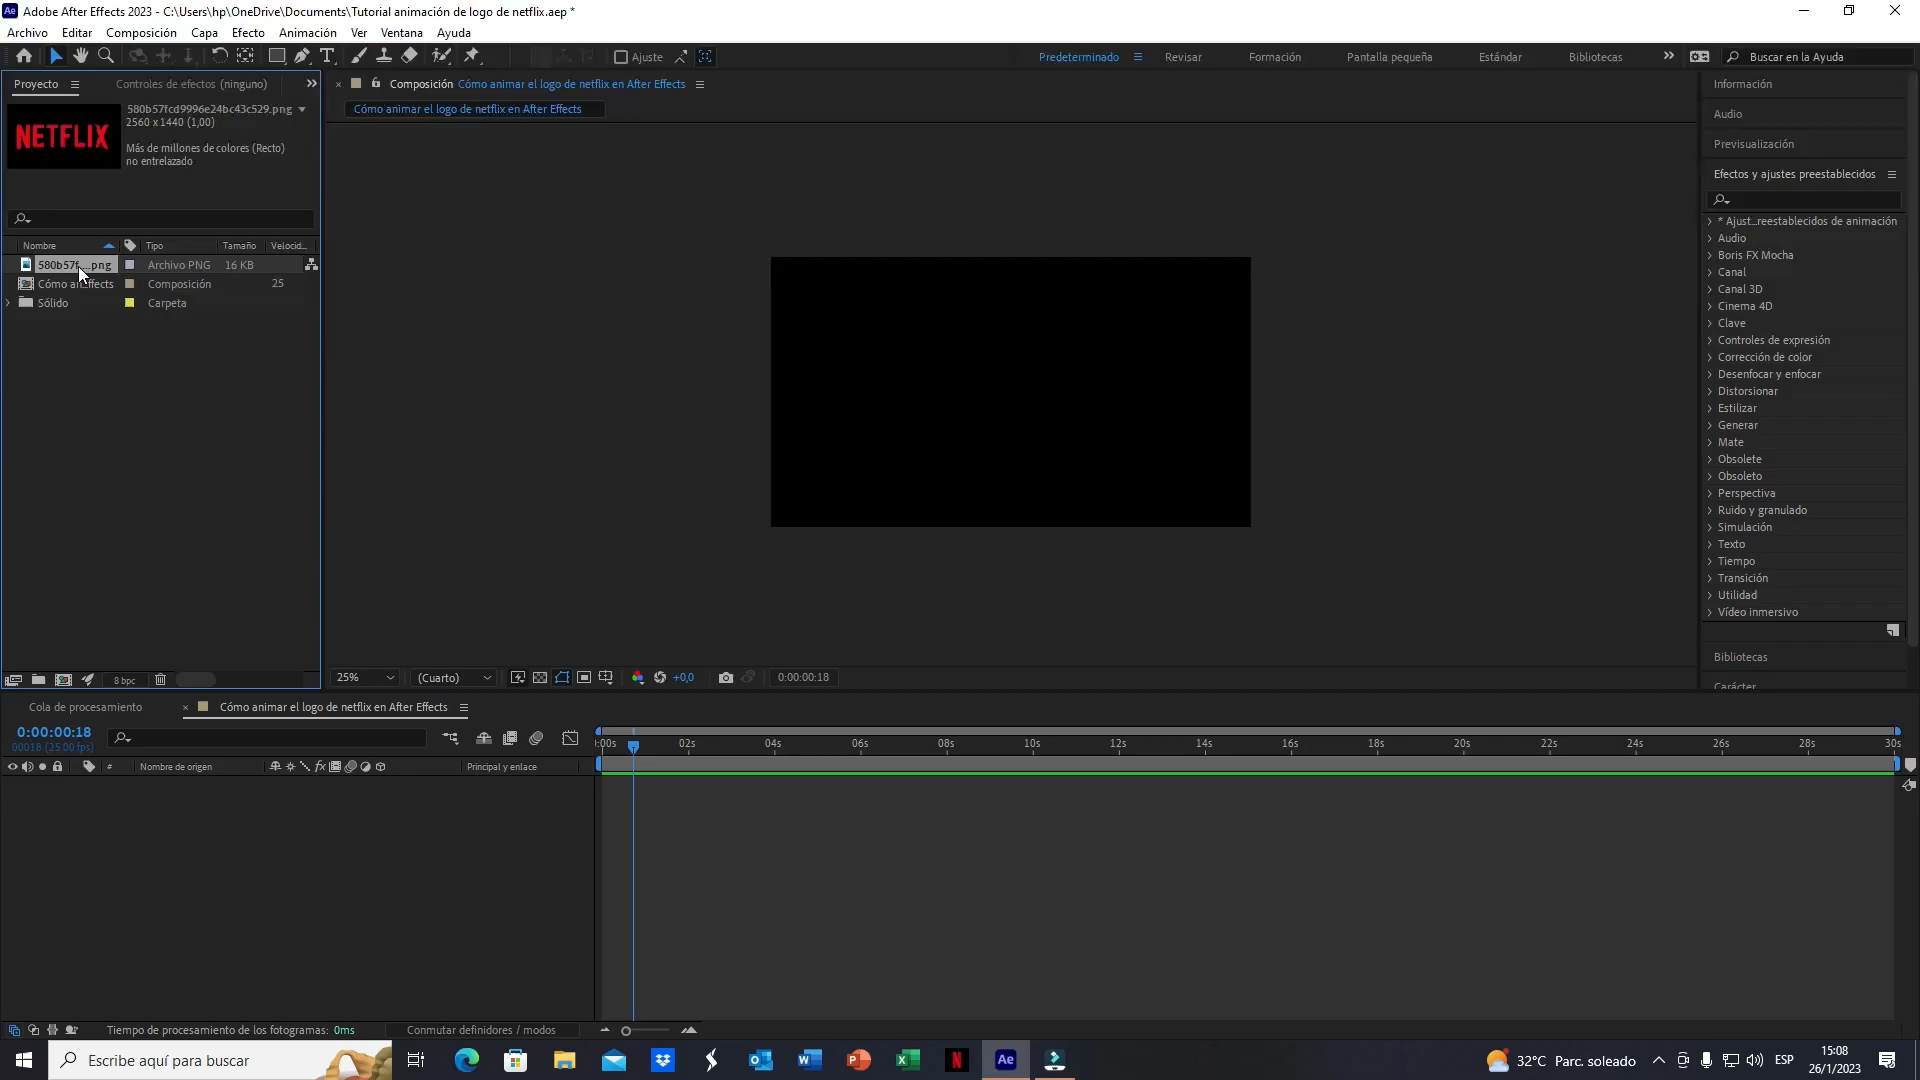 Adobe After Effects 2023 - C:\Users\hp\OneDrive\Documents\Tutorial animación de logo de netflix.aep *
Archivo Editar Composición Capa Efecto Animación Ver Ventana Ayuda
Ajuste Predeterminado Revisar Formación Pantalla pequeña Estándar Bibliotecas Buscar en la Ayuda
Proyecto Controles de efectos (ninguno)
NETFLIX
580b57fcd9996e24bc43c529.png
2560 x 1440 (1,00)
Más de millones de colores (Recto)
no entrelazado
Nombre Tipo Tamaño Velocid...
580b57f....png Archivo PNG 16 KB
Cómo an Effects Composición 25
Sólido Carpeta
8 bpc
Composición Cómo animar el logo de netflix en After Effects
Cómo animar el logo de netflix en After Effects
25% (Cuarto) +0,0 0:00:00:18
Información
Audio
Previsualización
Efectos y ajustes preestablecidos
* Ajust...reestablecidos de animación
Audio
Boris FX Mocha
Canal
Canal 3D
Cinema 4D
Clave
Controles de expresión
Corrección de color
Desenfocar y enfocar
Distorsionar
Estilizar
Generar
Mate
Obsolete
Obsoleto
Perspectiva
Ruido y granulado
Simulación
Texto
Tiempo
Transición
Utilidad
Vídeo inmersivo
Bibliotecas
Carácter
Cola de procesamiento Cómo animar el logo de netflix en After Effects
0:00:00:18
00018 (25.00 fps)
# Nombre de origen fx Principal y enlace
:00s 02s 04s 06s 08s 10s 12s 14s 16s 18s 20s 22s 24s 26s 28s 30s
Tiempo de procesamiento de los fotogramas: 0ms Conmutar definidores / modos
Escribe aquí para buscar
Ae
32°C Parc. soleado ESP
15:08
26/1/2023